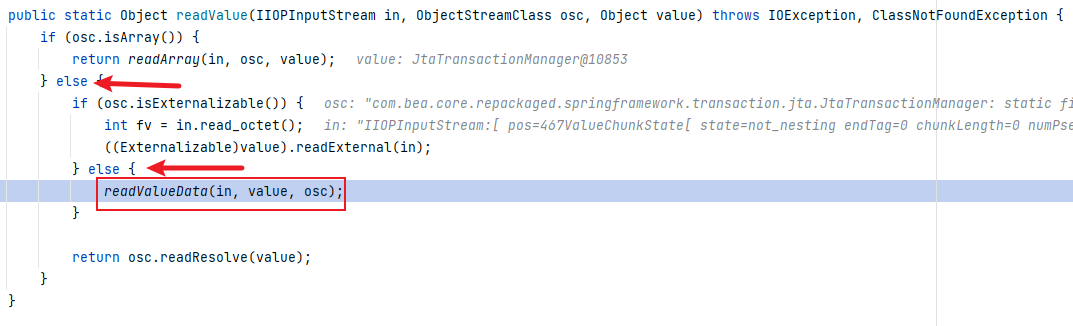 public static Object readValue(IIOPInputStream in, ObjectStreamClass osc, Object value) throws IOException, ClassNotFoundException {
if (osc.isArray()) {
return readArray(in, osc, value);   value: JtaTransactionManager@10853
} else {
if (osc.isExternalizable()) {   osc: "com.bea.core.repackaged.springframework.transaction.jta.JtaTransactionManager: static fi
int fv = in.read_octet();   in: "IIOPInputStream:[ pos=467ValueChunkState[ state=not_nesting endTag=0 chunkLength=0 numPse
((Externalizable)value).readExternal(in);
} else {
readValueData(in, value, osc);
}
return osc.readResolve(value);
}
}